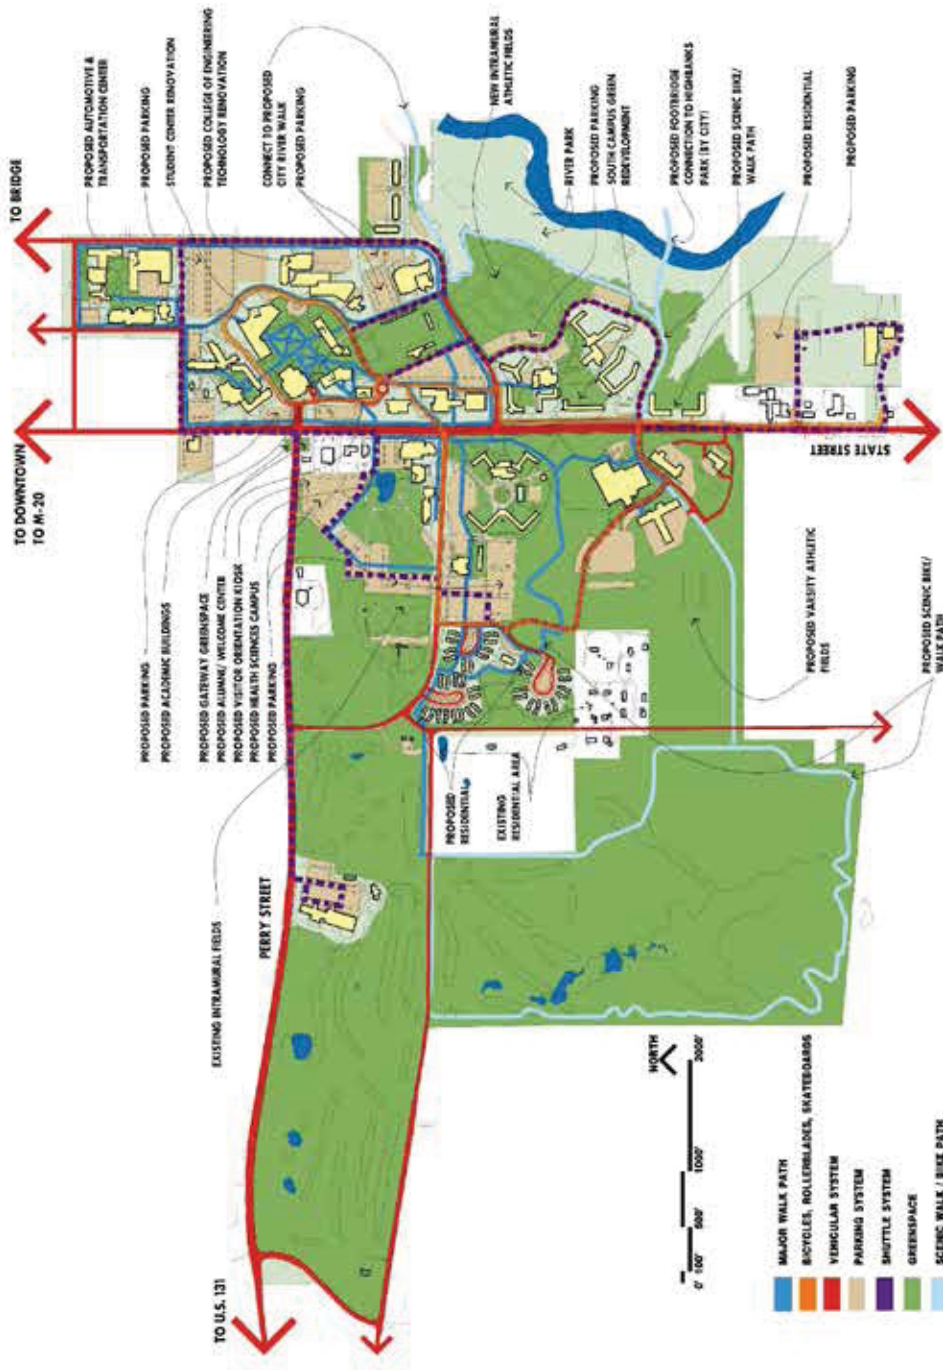 TO BRIDGE
TO DOWNTOWN
TO M-20
PROPOSED AUTOMOTIVE &
TRANSPORTATION CENTER
PROPOSED PARKING
STUDENT CENTER RENOVATION
PROPOSED COLLEGE OF ENGINEERING
TECHNOLOGY RENOVATION
CONNECT TO PROPOSED
CITY RIVER WALK
PROPOSED PARKING
NEW INTRAMURAL
ATHLETIC FIELDS
RIVER PARK
PROPOSED PARKING
SOUTH CAMPUS GREEN
REDEVELOPMENT
PROPOSED FOOTBRIDGE
CONNECTION TO HIGHBANKS
PARK (BY CITY)
PROPOSED SCENIC BIKE/
WALK PATH
PROPOSED RESIDENTIAL
PROPOSED PARKING
STATE STREET
PROPOSED PARKING
PROPOSED ACADEMIC BUILDINGS
PROPOSED GATEWAY GREENSPACE
PROPOSED ALUMNI/ WELCOME CENTER
PROPOSED VISITOR ORIENTATION KIOSK
PROPOSED HEALTH SCIENCES CAMPUS
PROPOSED PARKING
PROPOSED
RESIDENTIAL
EXISTING
RESIDENTIAL AREA
PROPOSED VARSITY ATHLETIC
FIELDS
PROPOSED SCENIC BIKE/
WALK PATH
EXISTING INTRAMURAL FIELDS
PERRY STREET
TO U.S. 131
NORTH
0' 100' 500' 1000' 2000'
MAJOR WALK PATH
BICYCLES, ROLLERBLADES, SKATEBOARDS
VEHICULAR SYSTEM
PARKING SYSTEM
SHUTTLE SYSTEM
GREENSPACE
SCENIC WALK / BIKE PATH